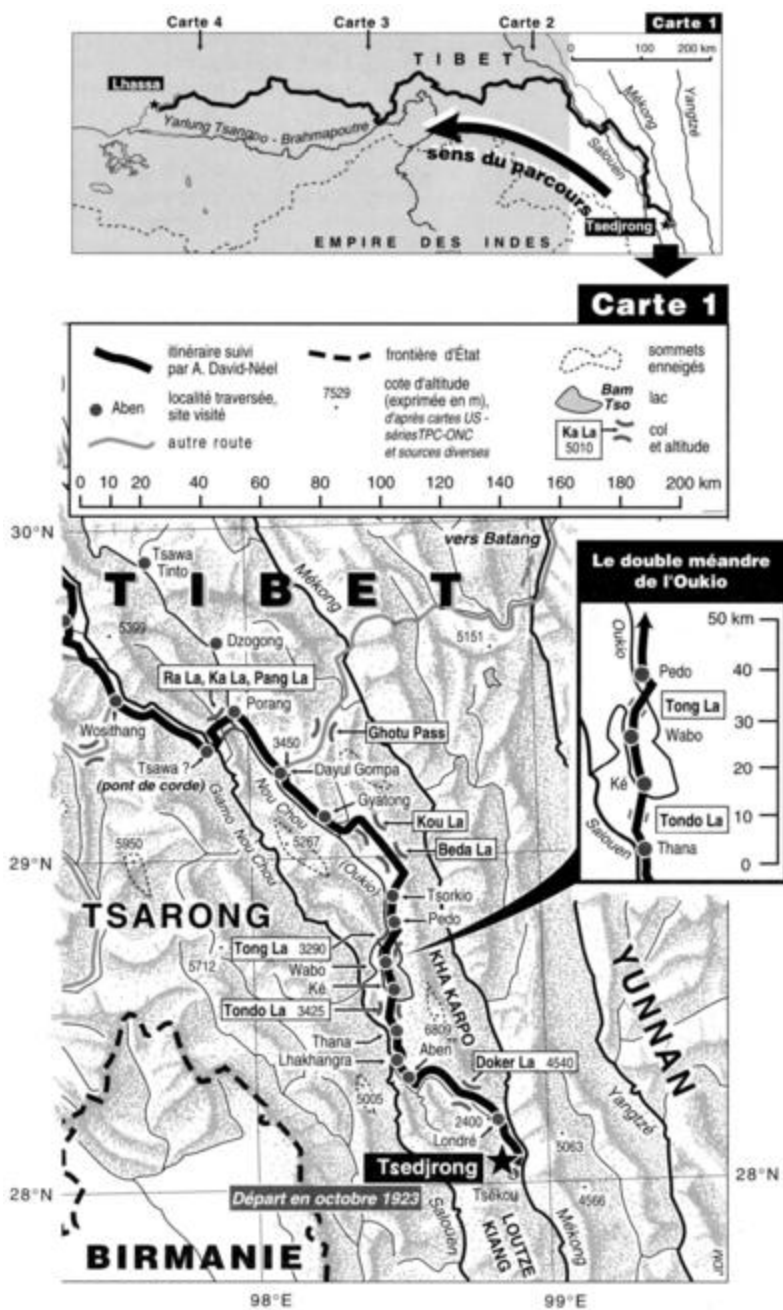 Carte 4
Carte 3
Carte 2
Carte 1
TIBET
0 100 200 km
Lhassa
Yarlung Tsangpo - Brahmapoutre
sens du parcours
Salouen
Mékong
Yangtzé
Tsedjrong
EMPIRE DES INDES
Carte 1
itinéraire suivi
par A. David-Néel
Aben
localité traversée,
site visité
autre route
frontière d'État
7529
cote d'altitude
(exprimée en m),
d'après cartes US -
sériesTPC-ONC
et sources diverses
sommets
enneigés
Bam
Tso
lac
Ka La
5010
col
et altitude
0 10 20 40 60 80 100 120 140 160 180 200 km
30°N
vers Batang
Tsawa
Tinto
TIBET
Mékong
5399
Dzogong
5151
Ra La, Ka La, Pang La
Porang
Wosithang
Ghotu Pass
3450
Tsawa ?
(pont de corde)
Dayul Gompa
Nou Chou
Giamo Nou Chou
Gyatong
Kou La
5950
5267
(Oukio)
Beda La
29°N
Tsorkio
TSARONG
Pedo
Tong La 3290
5712
Wabo
KHA KARPO
Ké
Tondo La
3425
6809
Thana
Aben
Lhakhangra
Doker La 4540
5005
2400
Londré
Tsedjrong
5063
28°N
28°N
Départ en octobre 1923
Tsékou
4566
Salouen
LOUTZE
KIANG
Mékong
Yangtzé
YUNNAN
BIRMANIE
JDM
98°E
99°E
Le double méandre
de l'Oukio
50 km
Oukio
Pedo
40
Tong La
30
Wabo
Ké
20
Tondo La
10
Salouen
Thana
0